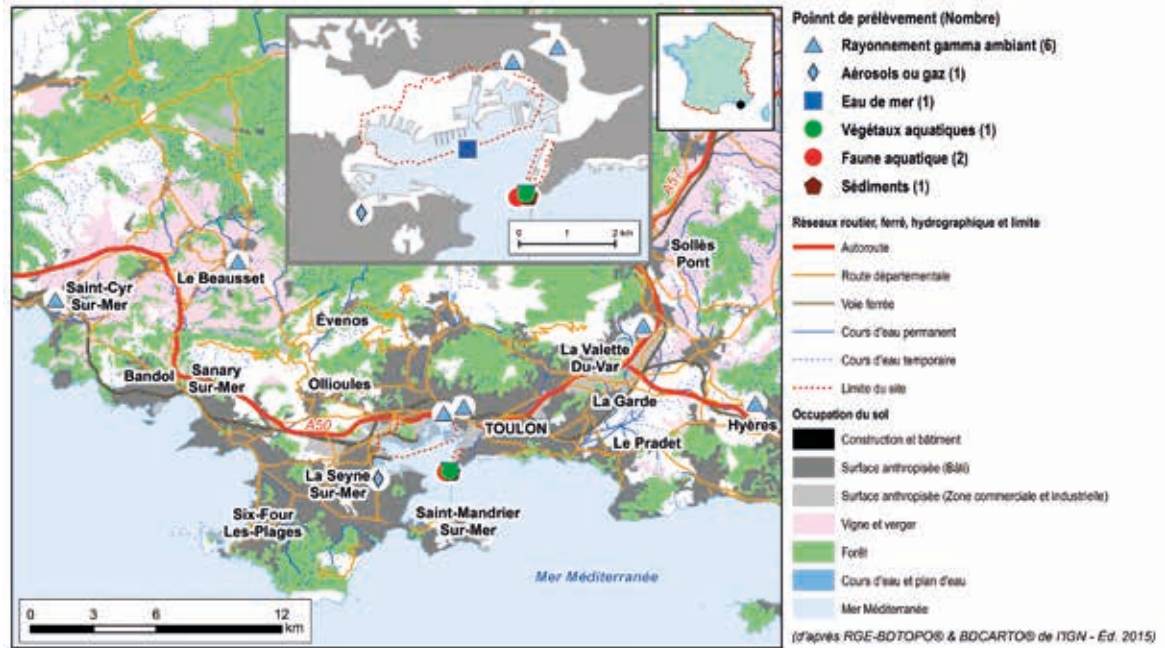 Poinnt de prélèvement (Nombre)
Rayonnement gamma ambiant (6)
Aérosols ou gaz (1)
Eau de mer (1)
Végétaux aquatiques (1)
Faune aquatique (2)
Sédiments (1)
Réseaux routier, ferré, hydrographique et limite
Autoroute
Route départementale
Voie ferrée
Cours d'eau permanent
Cours d'eau temporaire
Limite du site
Occupation du sol
Construction et bâtiment
Surface anthropisée (Bâti)
Surface anthropisée (Zone commerciale et industrielle)
Vigne et verger
Forêt
Cours d'eau et plan d'eau
Mer Méditerranée
(d'après RGE-BDTOPO® & BDCARTO® de l'IGN - Éd. 2015)
0 1 2 km
A57
Solliès
Pont
Le Beausset
Saint-Cyr
Sur-Mer
Évenos
La Valette
Du-Var
Bandol
Sanary
Sur-Mer
Ollioules
La Garde
A50
TOULON
Hyères
Le Pradet
La Seyne
Sur-Mer
Six-Four
Les-Plages
Saint-Mandrier
Sur-Mer
Mer Méditerranée
0 3 6 12
km